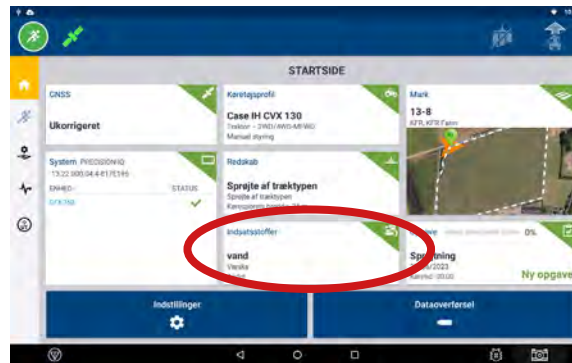 STARTSIDE
GNSS
Ukorrigeret
Køretøjsprofil
Case IH CVX 130
Traktor - 2WD/4WD-MFWD
Manuel styring
Mark
13-8
KFR, KFR Farm
System PRECISION-IQ
ENHED
STATUS
Redskab
Sprøjte af træktypen
Sprøjte af træktypen
Indsatsstoffer
vand
Væske
0%
Ny opgave
Indstillinger
Dataoverførsel